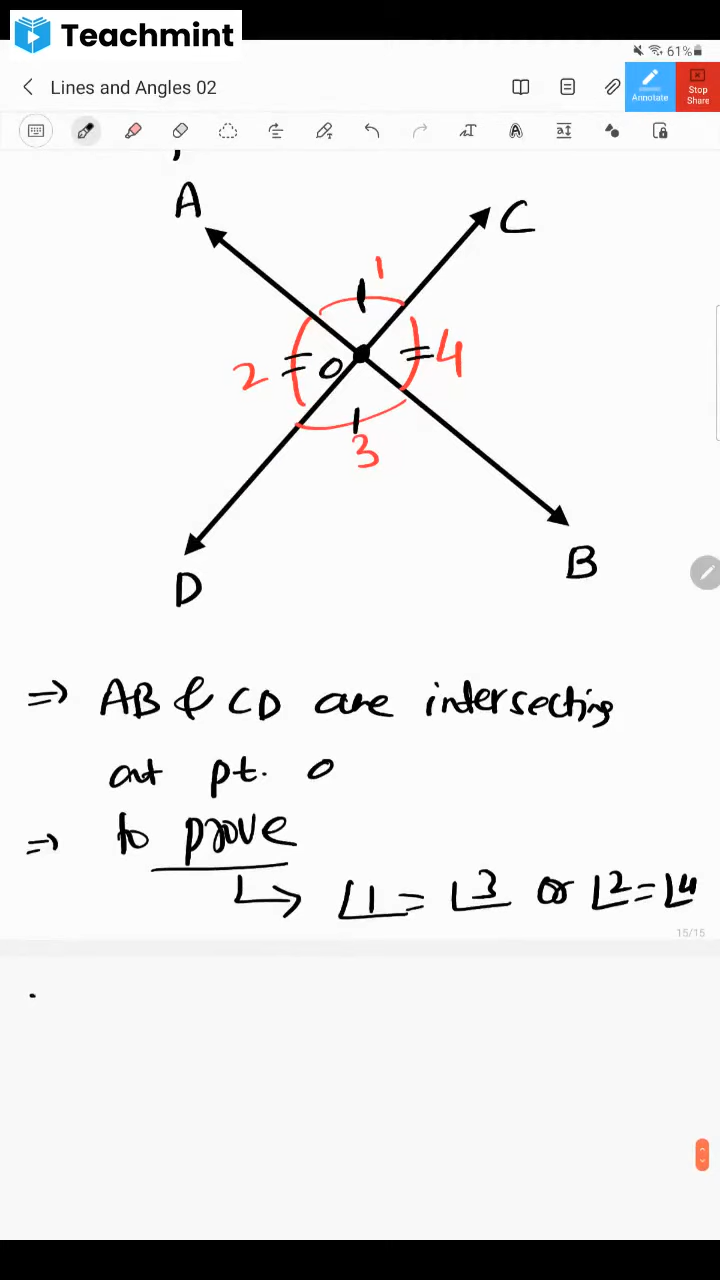 Teachmint
61%
Lines and Angles 02
Annotate
Stop
Share
A
C
1
2
O
4
3
D
B
=> AB & CD are intersecting
at pt. O
=> to prove
∠1 = ∠3 or ∠2 = ∠4
15/15